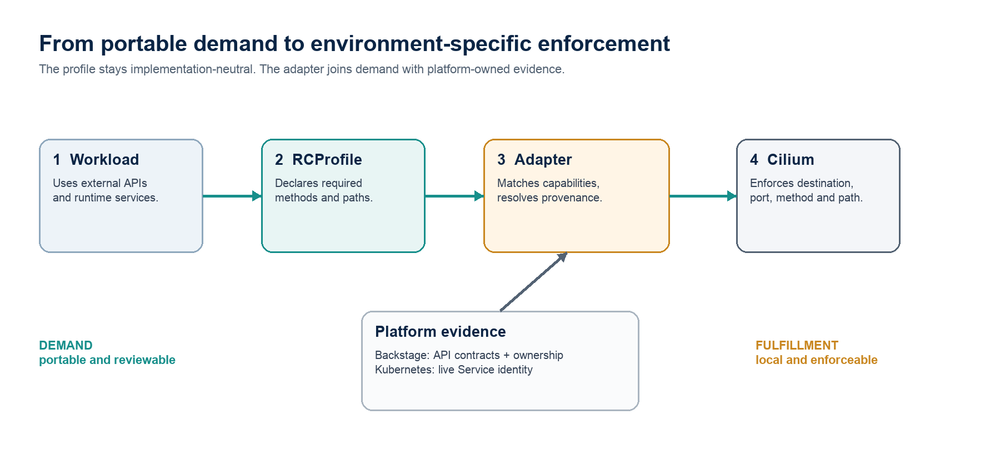 From portable demand to environment-specific enforcement
The profile stays implementation-neutral. The adapter joins demand with platform-owned evidence.
1 Workload
Uses external APIs
and runtime services.
2 RCProfile
Declares required
methods and paths.
3 Adapter
Matches capabilities,
resolves provenance.
4 Cilium
Enforces destination,
port, method and path.
Platform evidence
Backstage: API contracts + ownership
Kubernetes: live Service identity
DEMAND
portable and reviewable
FULFILLMENT
local and enforceable